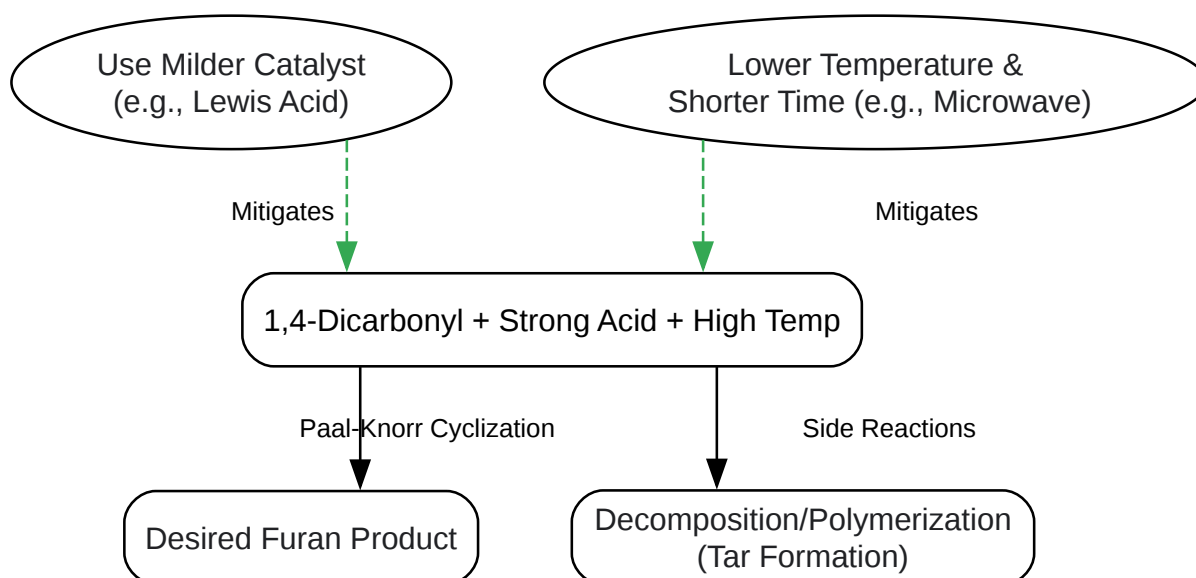 Use Milder Catalyst
(e.g., Lewis Acid)
Lower Temperature &
Shorter Time (e.g., Microwave)
Mitigates
Mitigates
1,4-Dicarbonyl + Strong Acid + High Temp
Paal-Knorr Cyclization
Side Reactions
Desired Furan Product
Decomposition/Polymerization
(Tar Formation)